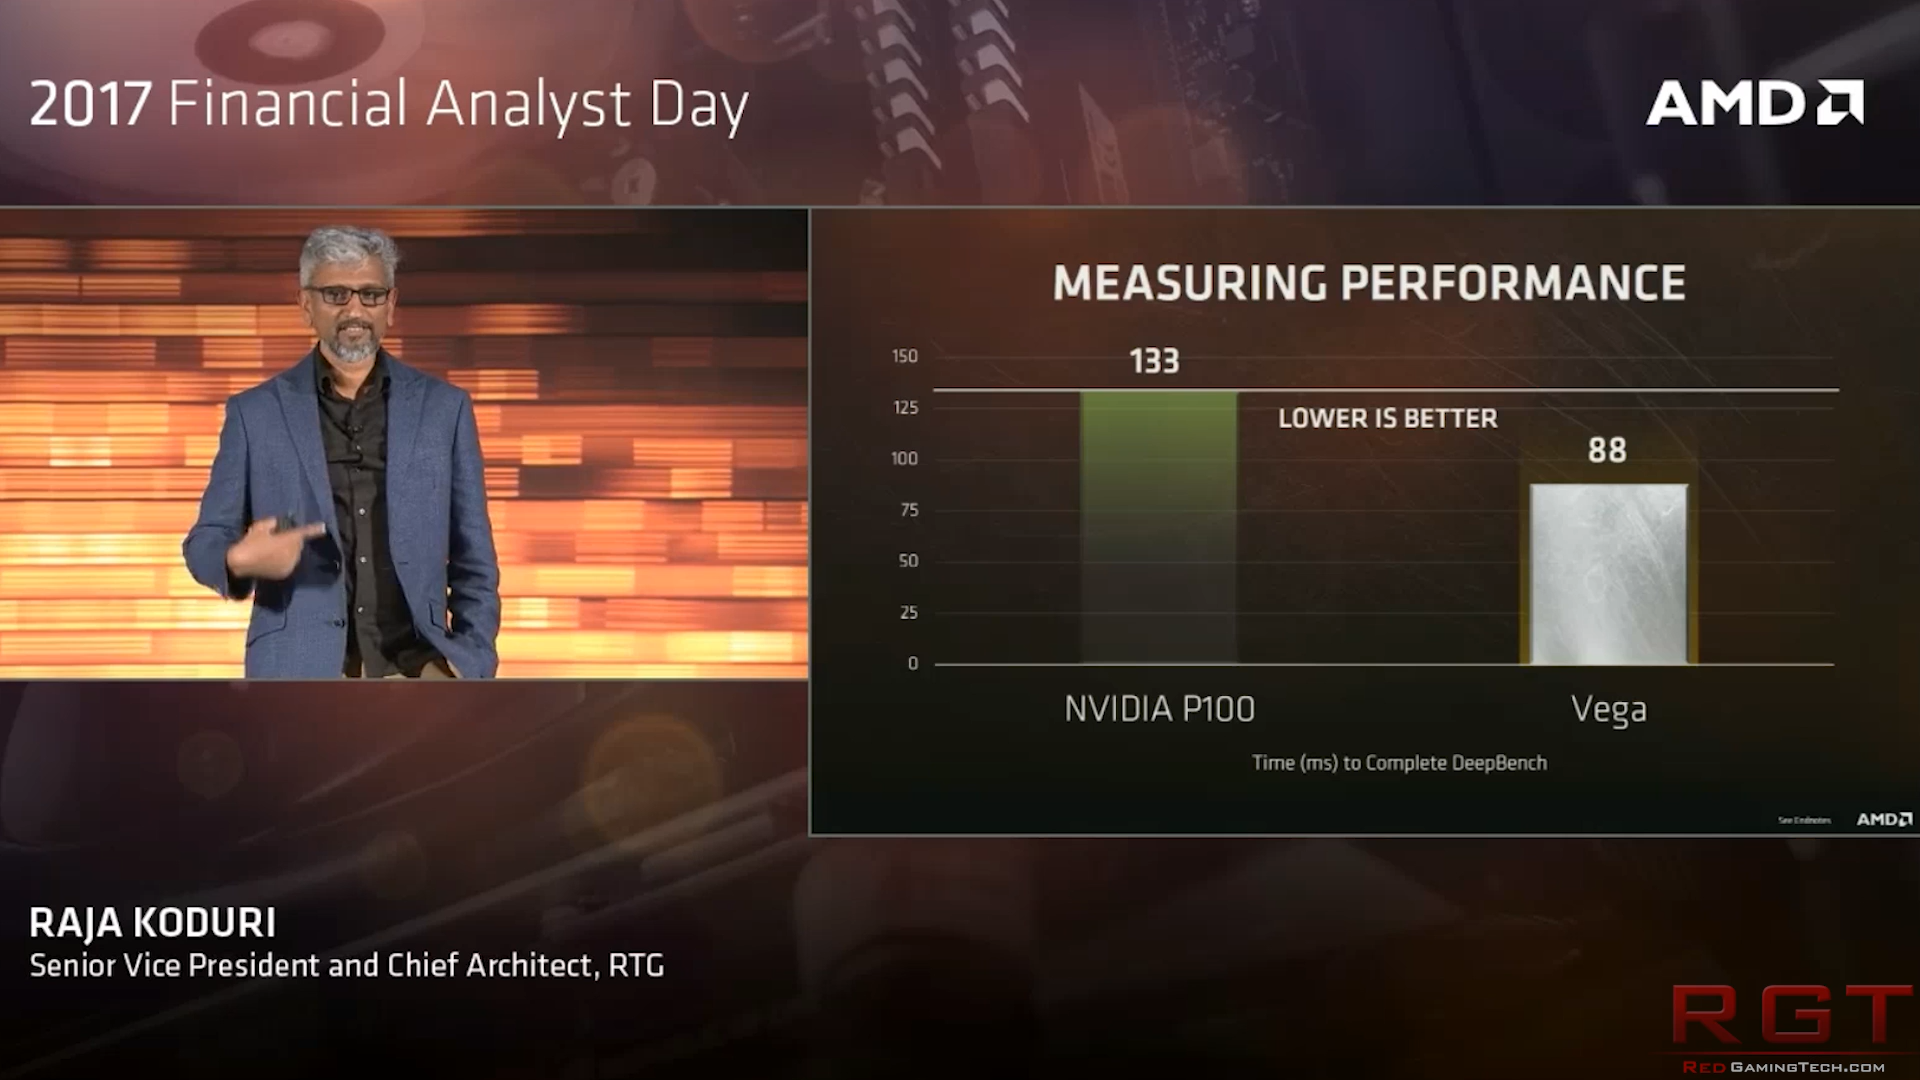 2017 Financial Analyst Day
AMD
MEASURING PERFORMANCE
150
133
125
LOWER IS BETTER
100
88
75
50
25
0
NVIDIA P100
Vega
Time (ms) to Complete DeepBench
See Endnotes
AMD
RAJA KODURI
Senior Vice President and Chief Architect, RTG
RGT
REDGAMINGTECH.COM